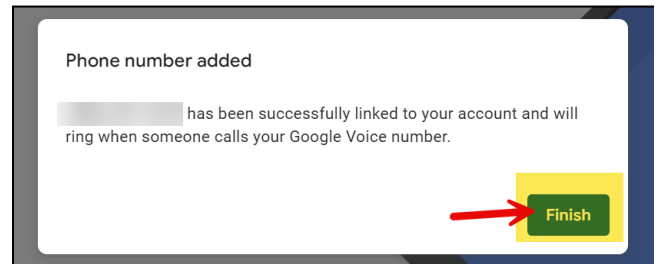 Phone number added
has been successfully linked to your account and will
ring when someone calls your Google Voice number.
Finish